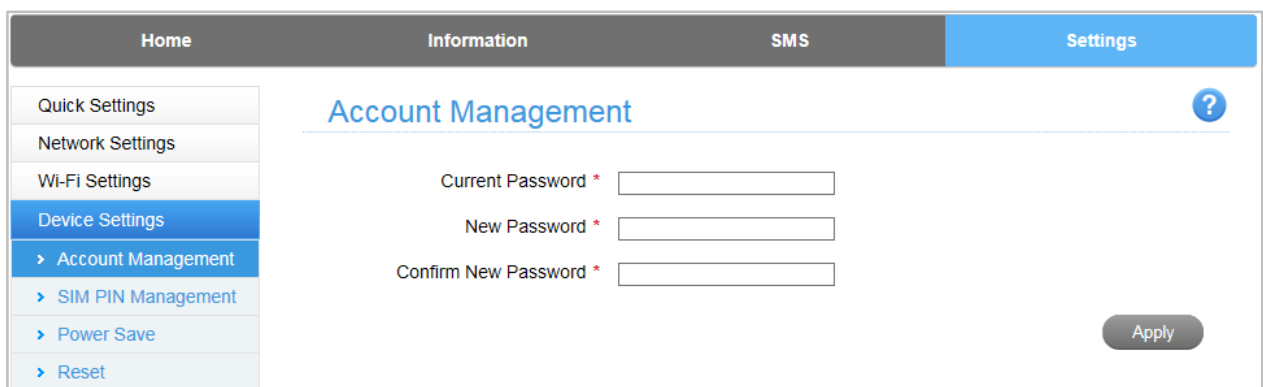 Home Information SMS Settings
Quick Settings
Network Settings
Wi-Fi Settings
Device Settings
Account Management
SIM PIN Management
Power Save
Reset
Account Management
?
Current Password *
New Password *
Confirm New Password *
Apply